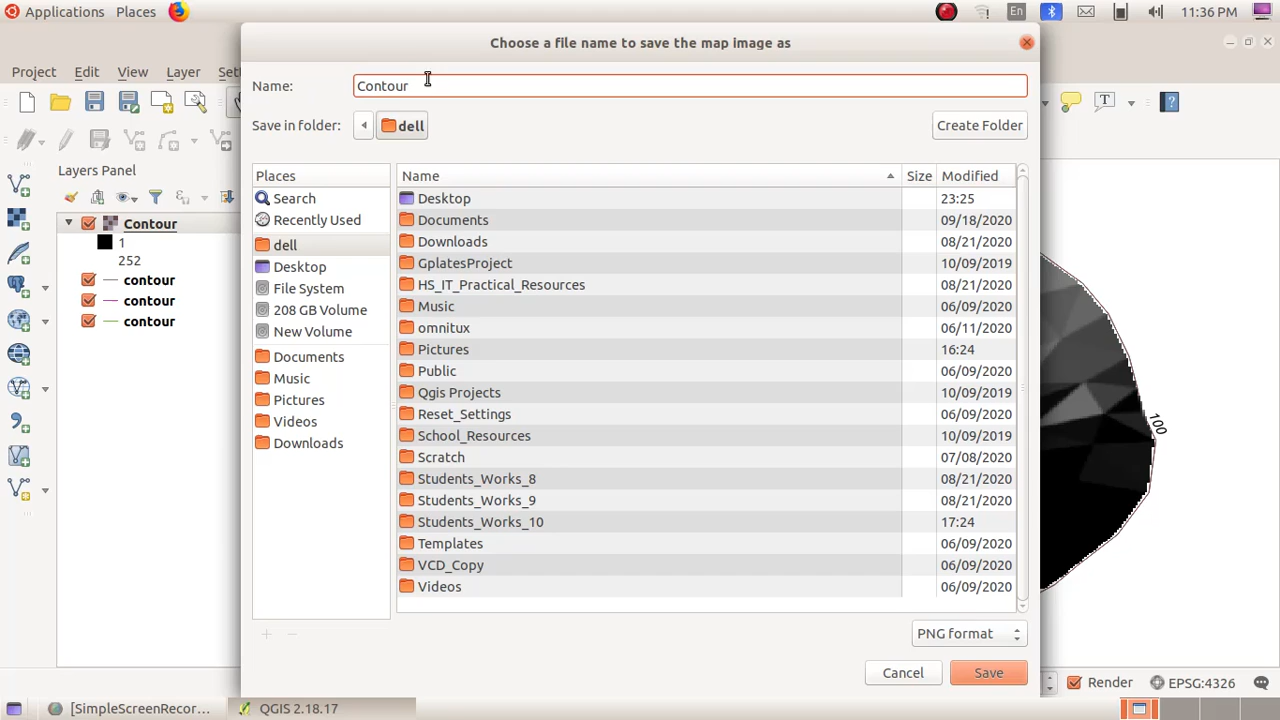 Applications Places En 11:36 PM
Choose a file name to save the map image as
Project Edit View Layer Sett
Name: Contour
Save in folder: dell Create Folder
Layers Panel
Contour
1
252
contour
contour
contour
Places
Search
Recently Used
dell
Desktop
File System
208 GB Volume
New Volume
Documents
Music
Pictures
Videos
Downloads
Name Size Modified
Desktop 23:25
Documents 09/18/2020
Downloads 08/21/2020
GplatesProject 10/09/2019
HS_IT_Practical_Resources 08/21/2020
Music 06/09/2020
omnitux 06/11/2020
Pictures 16:24
Public 06/09/2020
Qgis Projects 10/09/2019
Reset_Settings 06/09/2020
School_Resources 10/09/2019
Scratch 07/08/2020
Students_Works_8 08/21/2020
Students_Works_9 08/21/2020
Students_Works_10 17:24
Templates 06/09/2020
VCD_Copy 06/09/2020
Videos 06/09/2020
T
100
PNG format
Cancel Save
Render EPSG:4326
[SimpleScreenRecor... QGIS 2.18.17